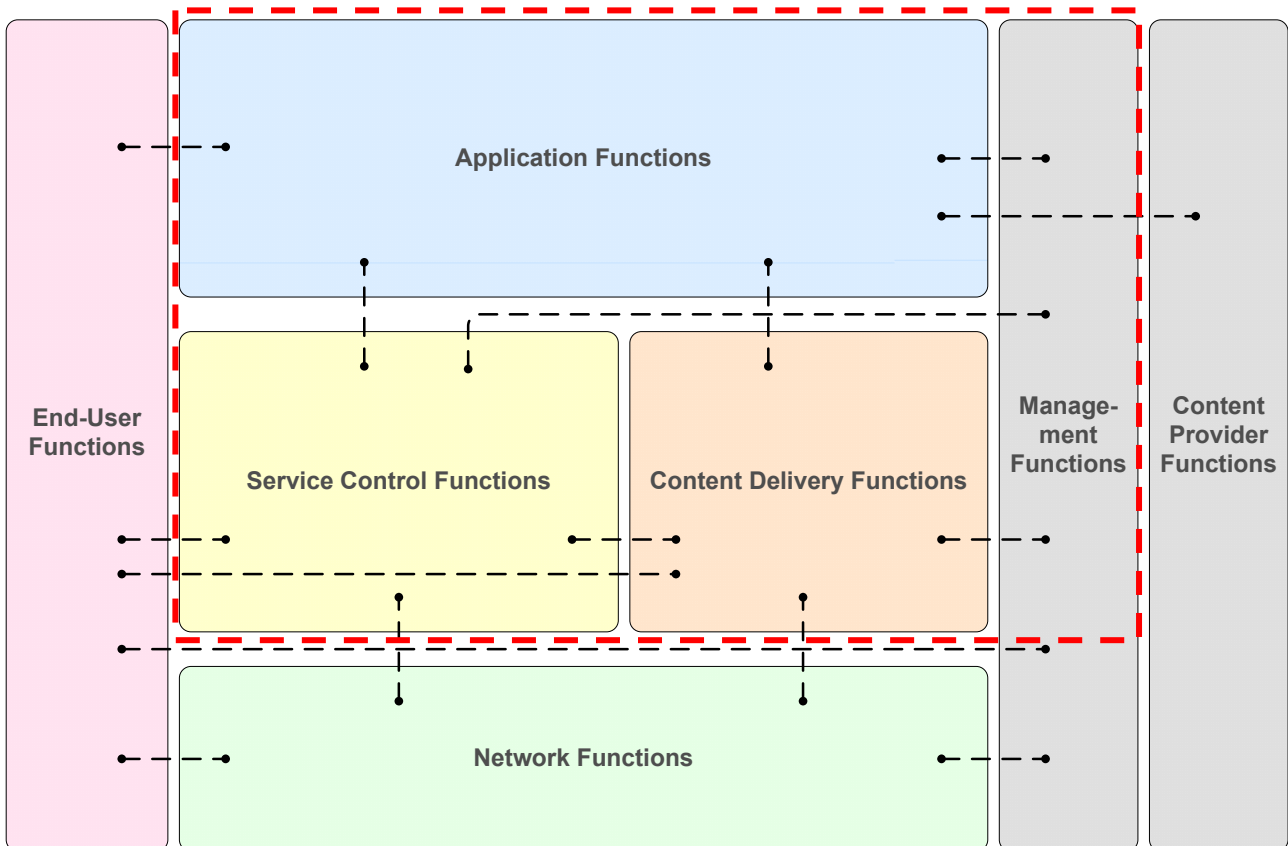 Application Functions
End-User
Functions
Service Control Functions
Content Delivery Functions
Manage-
ment
Functions
Content
Provider
Functions
Network Functions